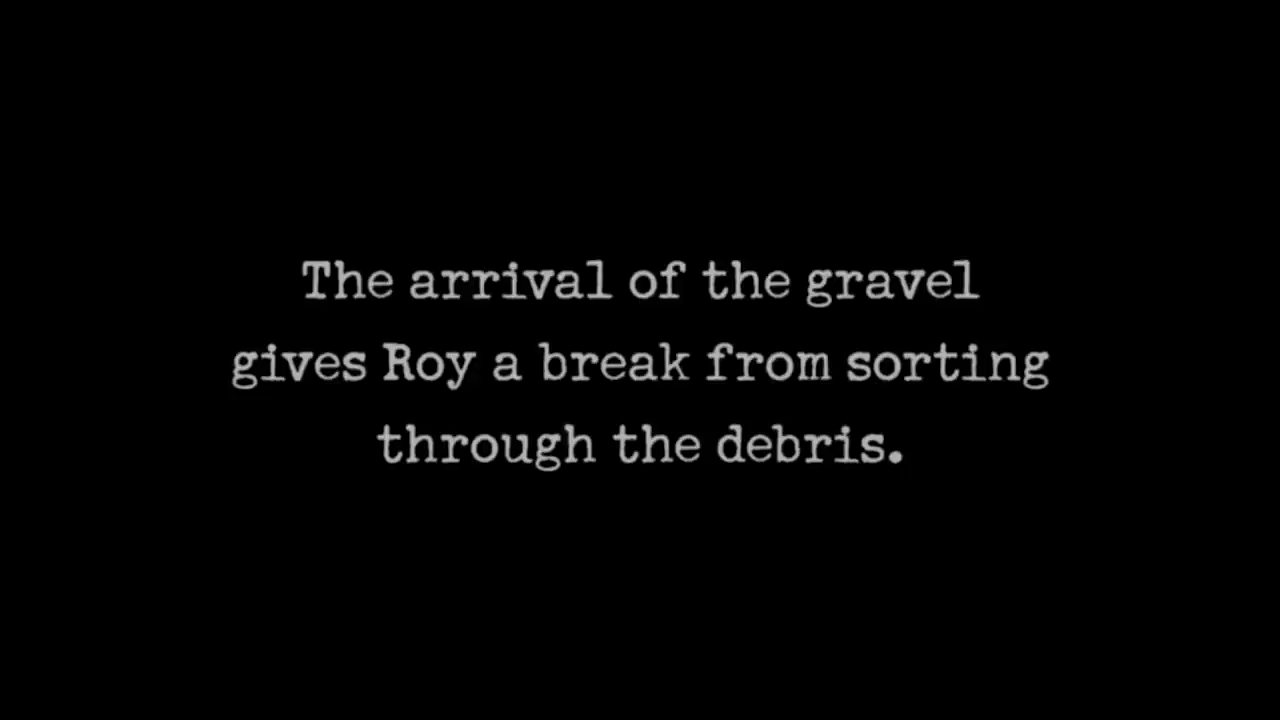 The arrival of the gravel
gives Roy a break from sorting
through the debris.